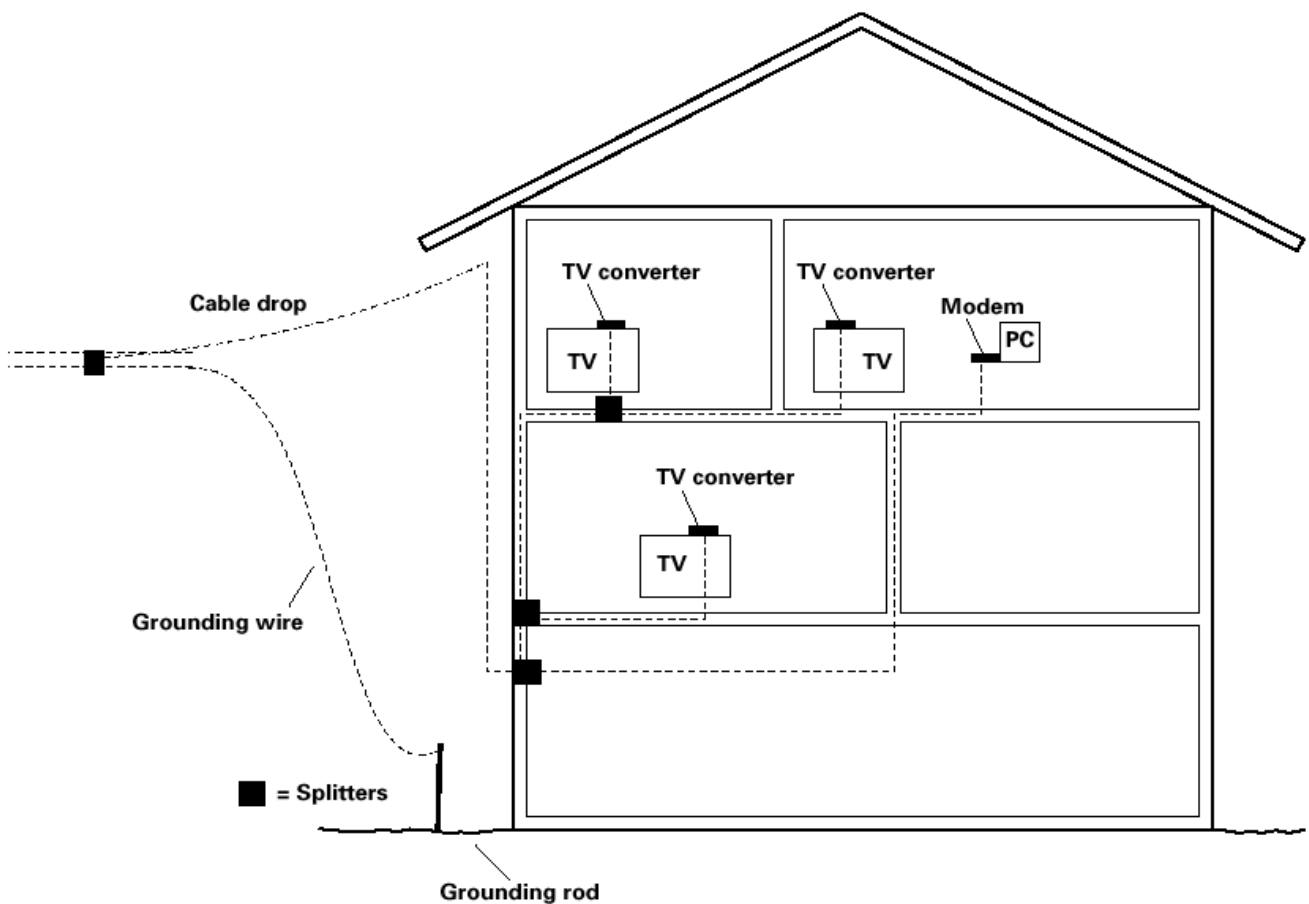 TV converter
TV converter
Cable drop
Modem
PC
TV
TV
TV converter
TV
Grounding wire
= Splitters
Grounding rod